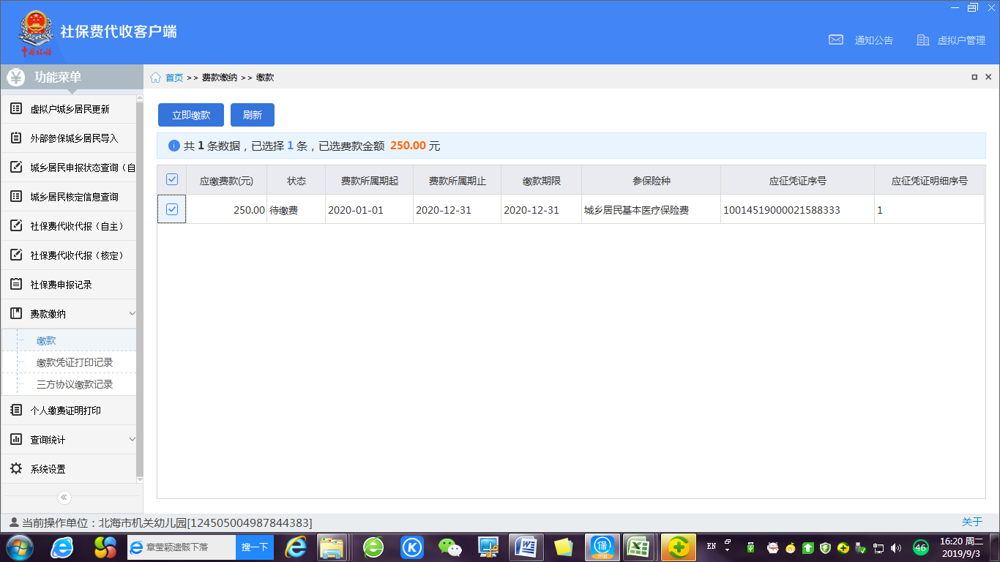 社保费代收客户端
通知公告
虚拟户管理
功能菜单
首页 >> 费款缴纳 >> 缴款
虚拟户城乡居民更新
外部参保城乡居民导入
城乡居民申报状态查询（自
城乡居民核定信息查询
社保费代收代报（自主）
社保费代收代报（核定）
社保费申报记录
费款缴纳
缴款
缴款凭证打印记录
三方协议缴款记录
个人缴费证明打印
查询统计
系统设置
立即缴款 刷新
共 1 条数据，已选择 1 条，已选费款金额 250.00 元
应缴费款(元) 状态 费款所属期起 费款所属期止 缴款期限 参保险种 应征凭证序号 应征凭证明细序号
250.00 待缴费 2020-01-01 2020-12-31 2020-12-31 城乡居民基本医疗保险费 10014519000021588333 1
当前操作单位：北海市机关幼儿园[124505004987844383]
关于
章莹颖遗骸下落 搜一下
EN
46
16:20 周二
2019/9/3